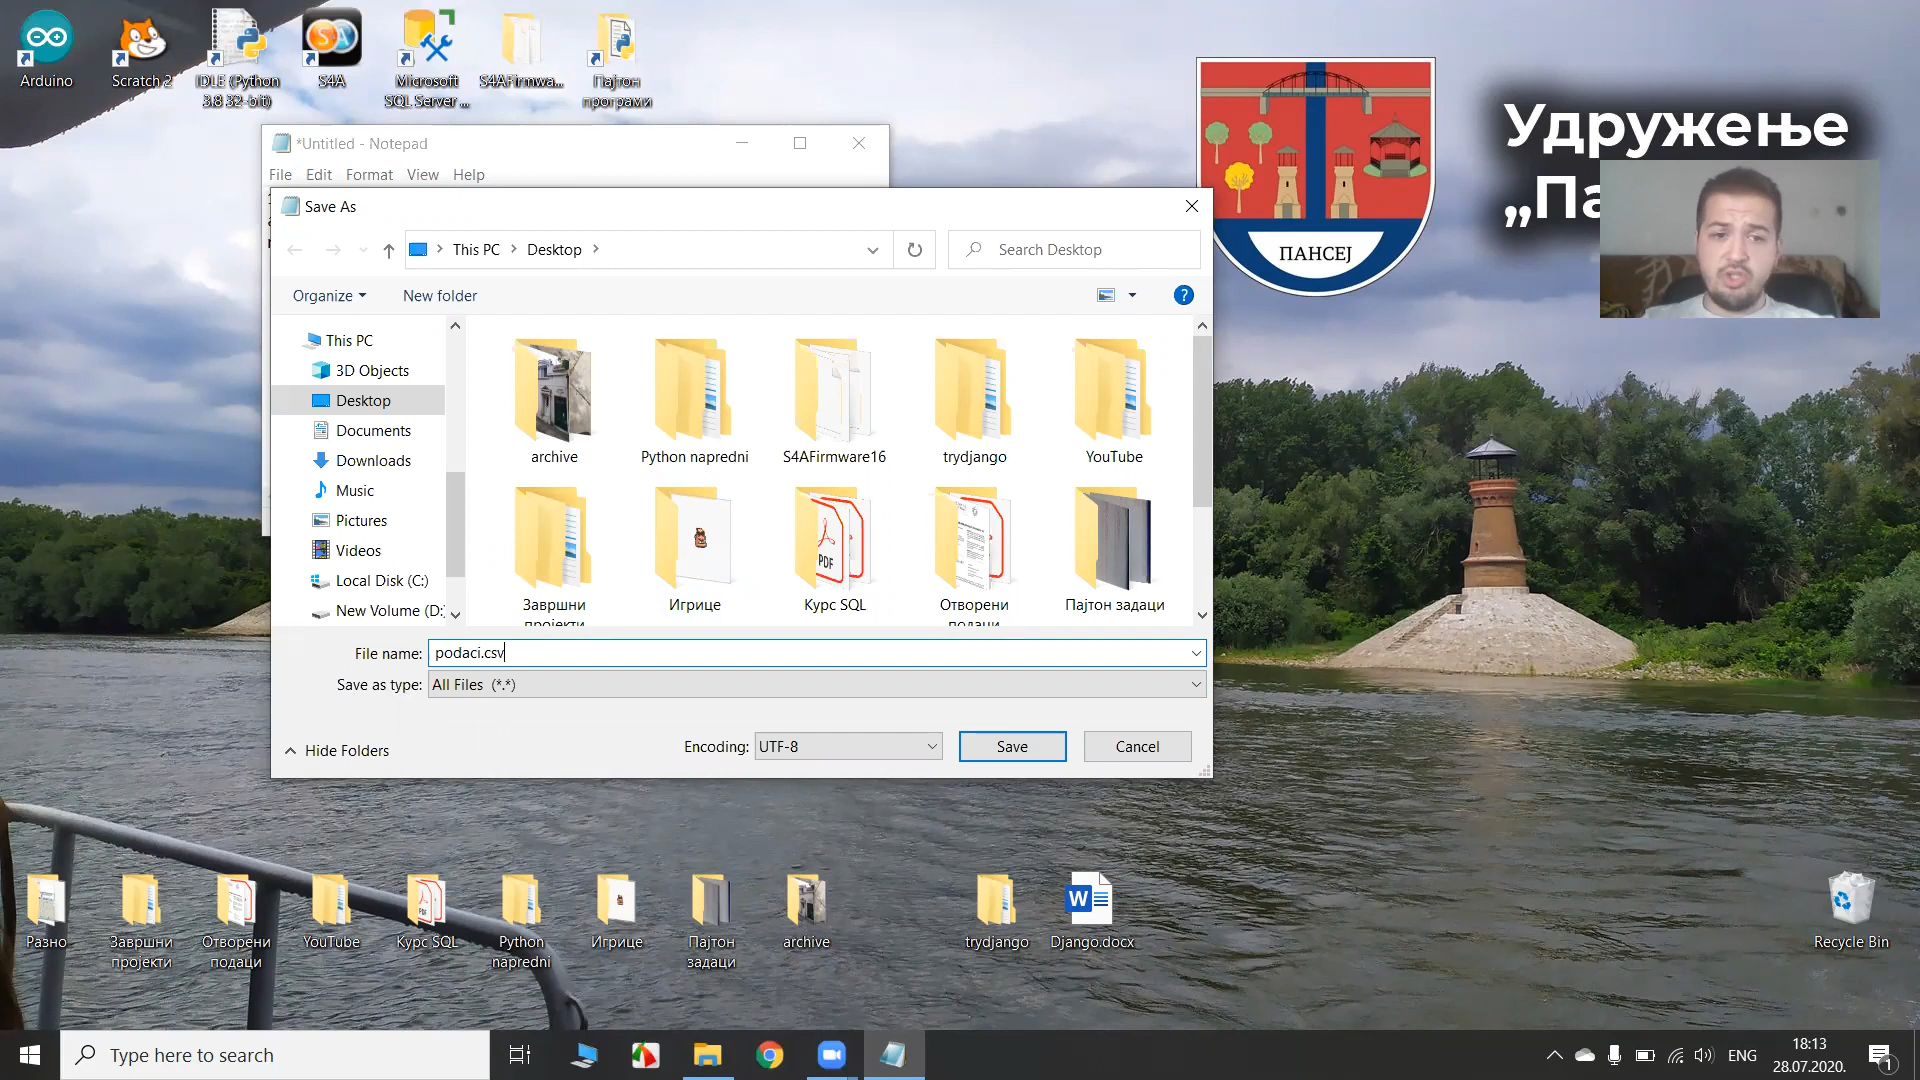 Arduino
Scratch 2
IDLE (Python
3.8 32-bit)
S4A
Microsoft
SQL Server ...
S4AFirmwa...
Пајтон
програми
Удружење
„Па
ПАНСЕЈ
*Untitled - Notepad
File Edit Format View Help
Save As
This PC > Desktop >
Search Desktop
Organize
New folder
?
This PC
3D Objects
Desktop
Documents
Downloads
Music
Pictures
Videos
Local Disk (C:)
New Volume (D:
archive
Python napredni
S4AFirmware16
trydjango
YouTube
PDF
Завршни
пројекти
Игрице
Курс SQL
Отворени
подаци
Пајтон задаци
File name: podaci.csv
Save as type: All Files (*.*)
Hide Folders
Encoding: UTF-8
Save
Cancel
Разно
Завршни
пројекти
Отворени
подаци
YouTube
PDF
Курс SQL
Python
napredni
Игрице
Пајтон
задаци
archive
trydjango
W
Django.docx
Recycle Bin
Type here to search
ENG
18:13
28.07.2020.
1